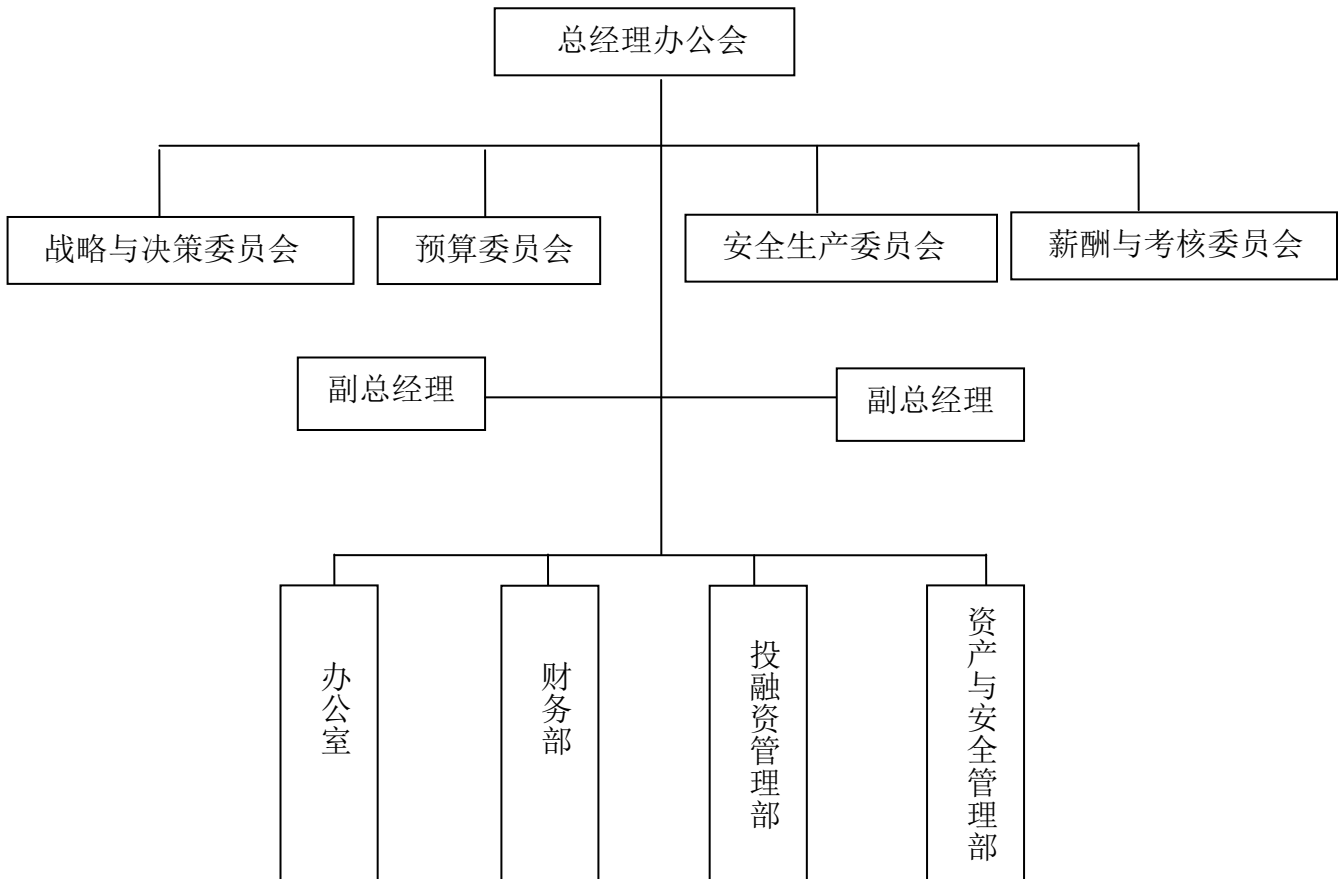 总经理办公会
战略与决策委员会
预算委员会
安全生产委员会
薪酬与考核委员会
副总经理
副总经理
办公室
财务部
投融资管理部
资产与安全管理部